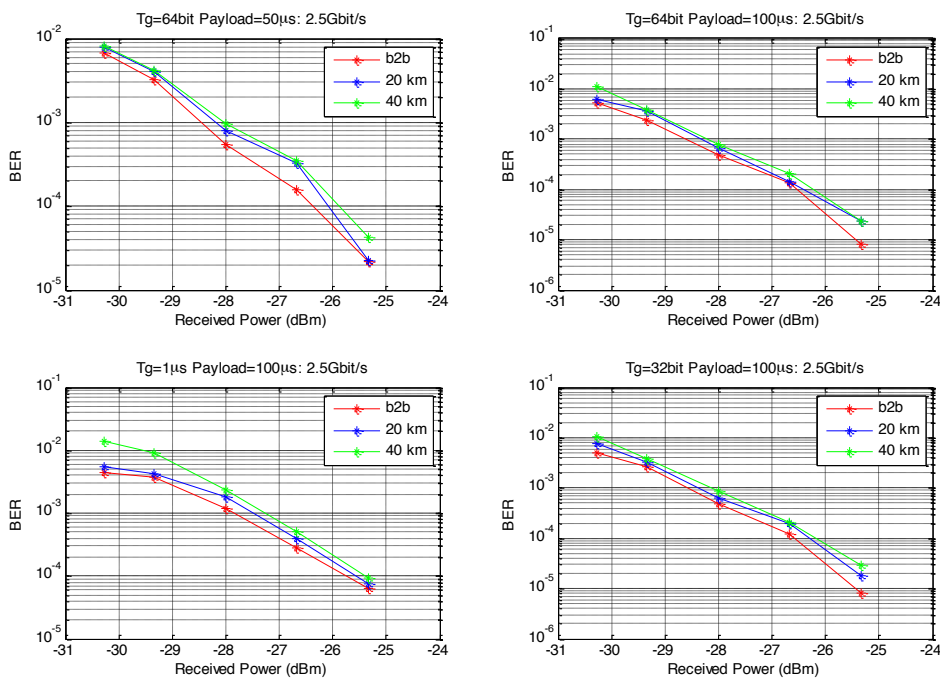 Tg=64bit Payload=50μs: 2.5Gbit/s
10^-2
10^-3
10^-4
10^-5
BER
b2b
20 km
40 km
-31 -30 -29 -28 -27 -26 -25 -24
Received Power (dBm)
Tg=64bit Payload=100μs: 2.5Gbit/s
10^-1
10^-2
10^-3
10^-4
10^-5
10^-6
BER
b2b
20 km
40 km
-31 -30 -29 -28 -27 -26 -25 -24
Received Power (dBm)
Tg=1μs Payload=100μs: 2.5Gbit/s
10^-1
10^-2
10^-3
10^-4
10^-5
BER
b2b
20 km
40 km
-31 -30 -29 -28 -27 -26 -25 -24
Received Power (dBm)
Tg=32bit Payload=100μs: 2.5Gbit/s
10^-1
10^-2
10^-3
10^-4
10^-5
10^-6
BER
b2b
20 km
40 km
-31 -30 -29 -28 -27 -26 -25 -24
Received Power (dBm)